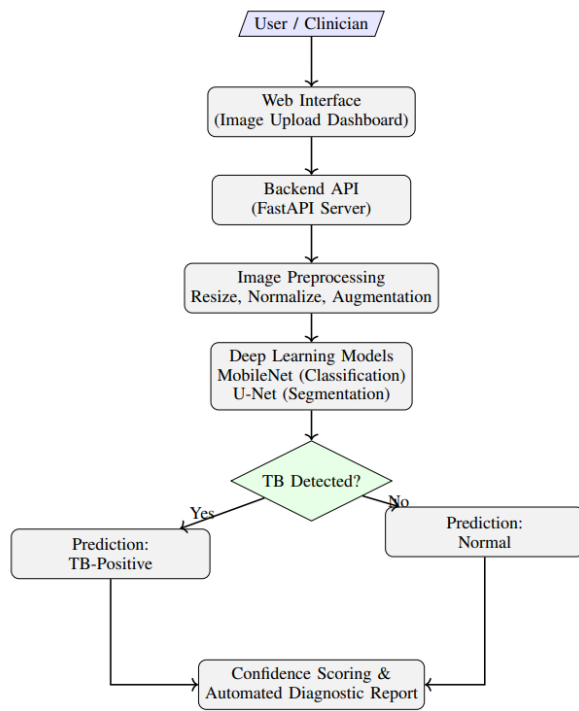 User / Clinician
Web Interface
(Image Upload Dashboard)
Backend API
(FastAPI Server)
Image Preprocessing
Resize, Normalize, Augmentation
Deep Learning Models
MobileNet (Classification)
U-Net (Segmentation)
TB Detected?
Yes
No
Prediction:
TB-Positive
Prediction:
Normal
Confidence Scoring &
Automated Diagnostic Report